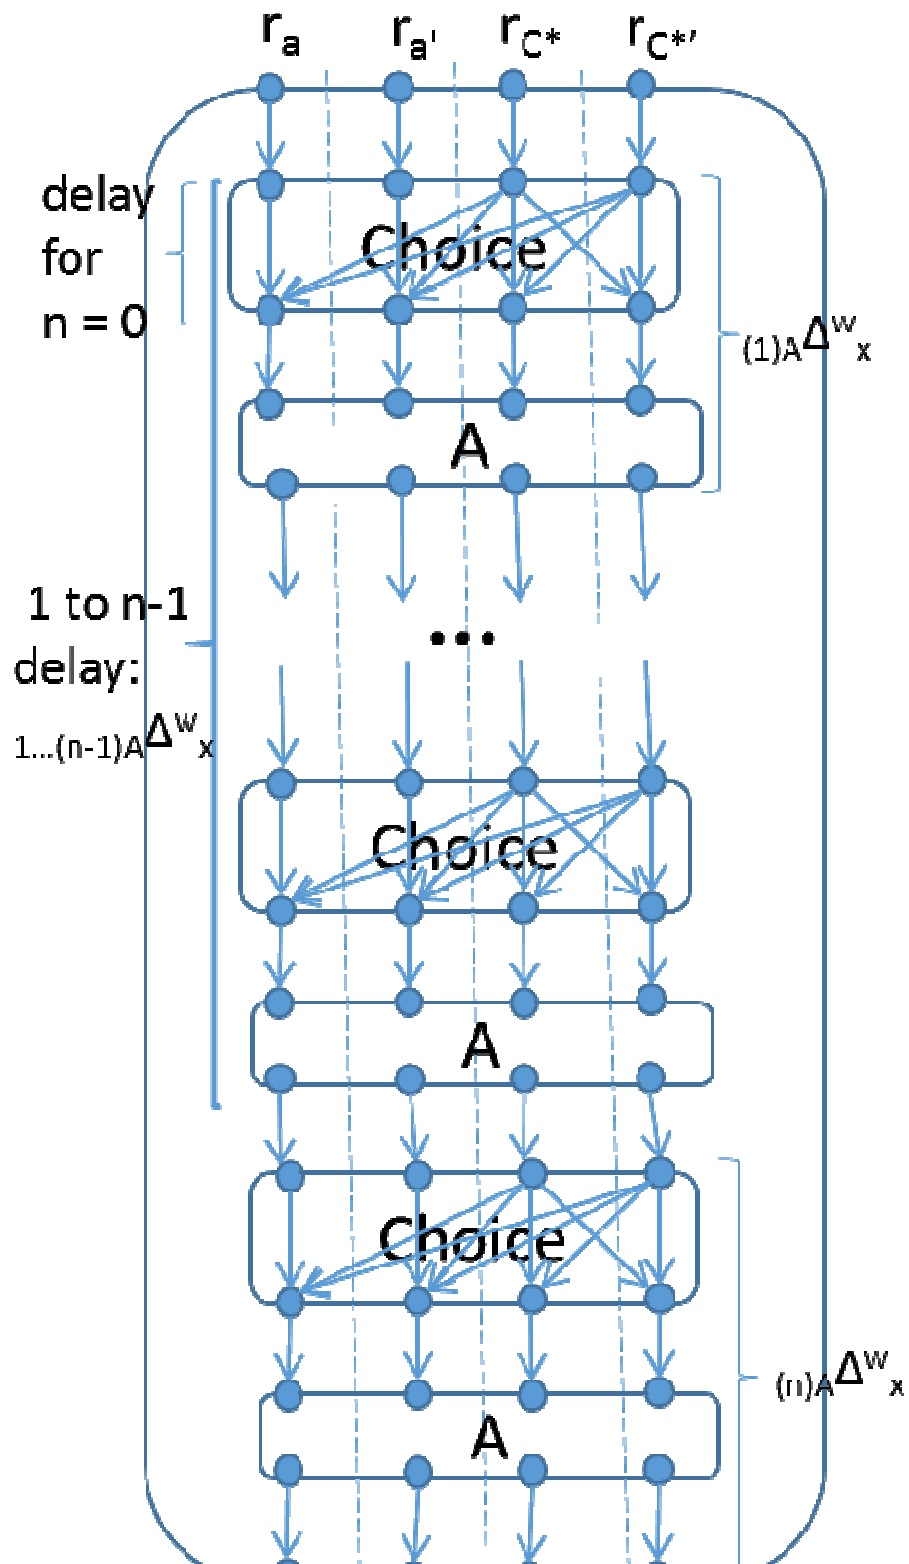 r_a r_a' r_C* r_C*'
delay
for
n = 0
Choice
(1)AΔ^w_x
A
1 to n-1
delay:
1...(n-1)AΔ^w_x
...
Choice
A
Choice
(n)AΔ^w_x
A